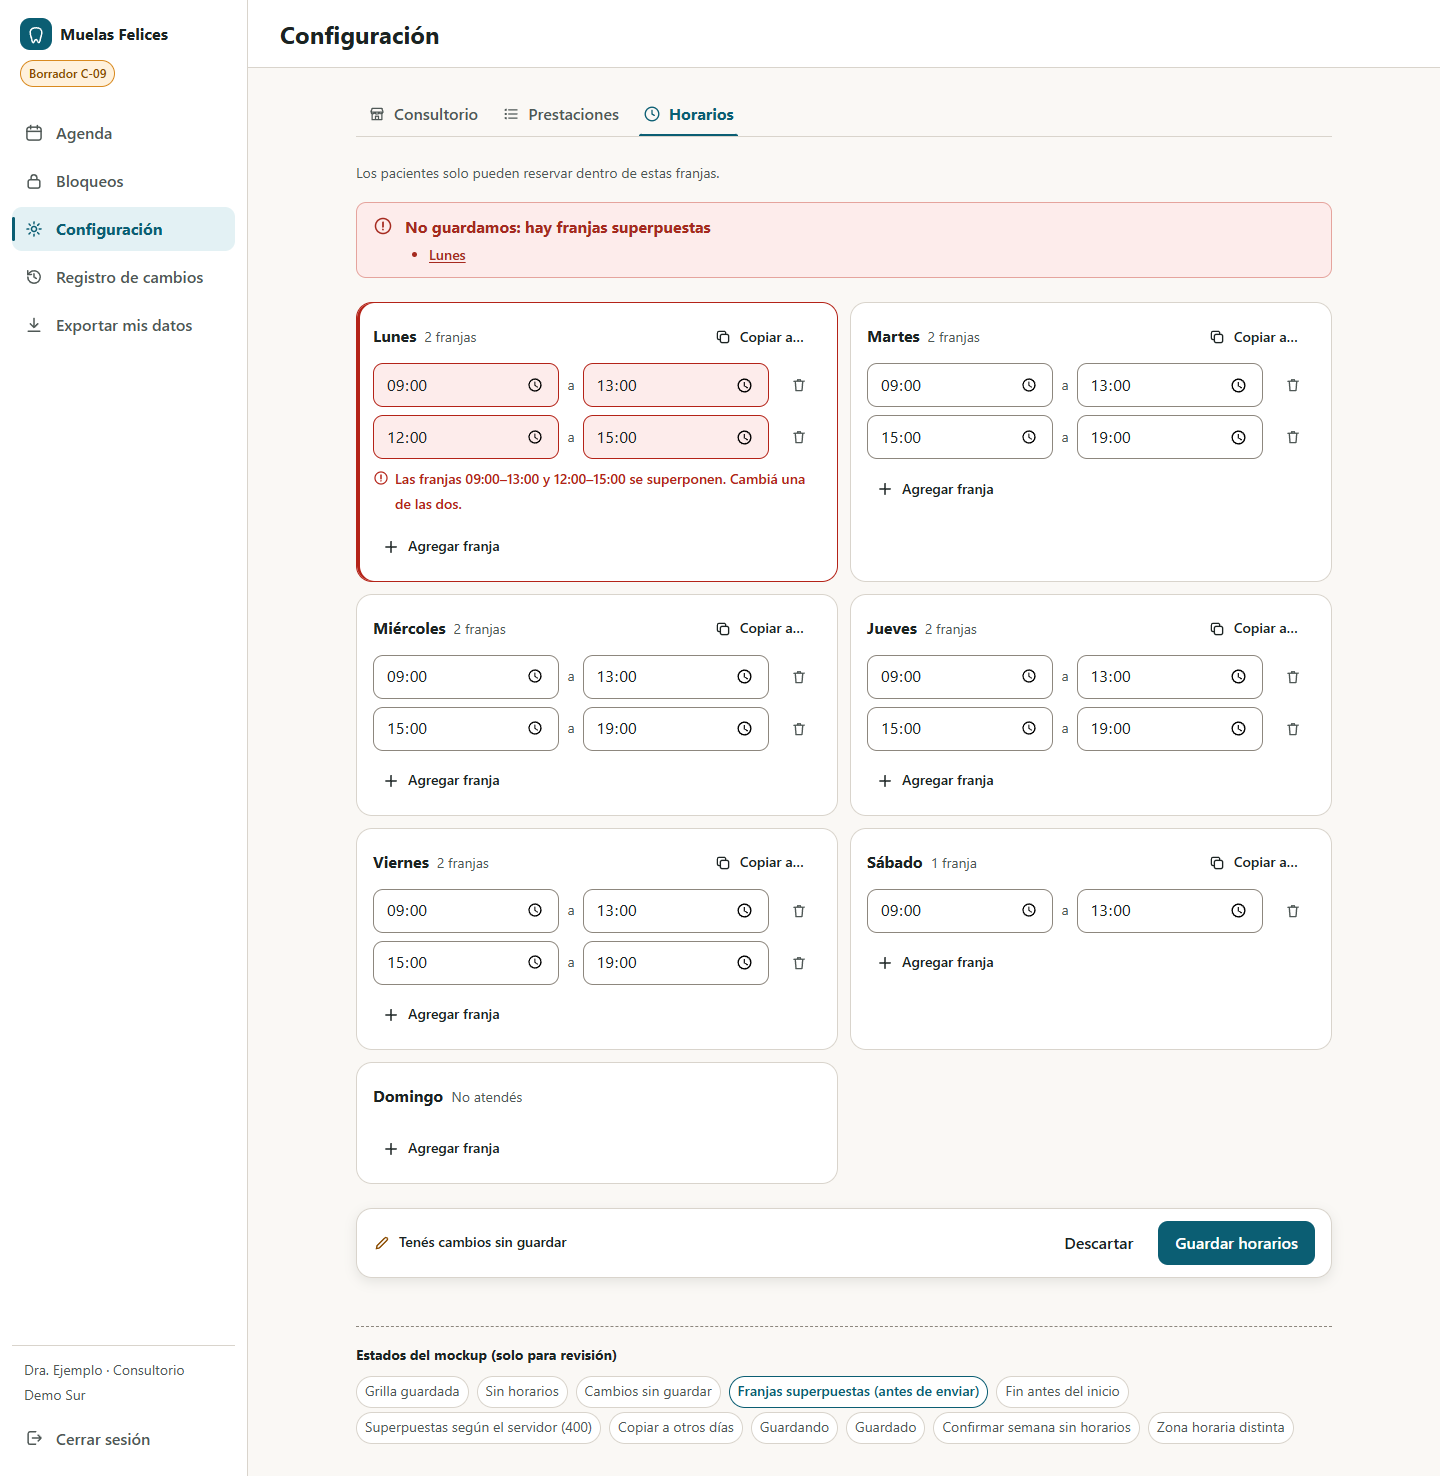 Muelas Felices
Borrador C-09
Agenda
Bloqueos
Configuración
Registro de cambios
Exportar mis datos
Dra. Ejemplo · Consultorio
Demo Sur
Cerrar sesión
Configuración
Consultorio
Prestaciones
Horarios
Los pacientes solo pueden reservar dentro de estas franjas.
No guardamos: hay franjas superpuestas
• Lunes
Lunes 2 franjas Copiar a...
09:00 a 13:00
12:00 a 15:00
Las franjas 09:00–13:00 y 12:00–15:00 se superponen. Cambiá una
de las dos.
Agregar franja
Martes 2 franjas Copiar a...
09:00 a 13:00
15:00 a 19:00
Agregar franja
Miércoles 2 franjas Copiar a...
09:00 a 13:00
15:00 a 19:00
Agregar franja
Jueves 2 franjas Copiar a...
09:00 a 13:00
15:00 a 19:00
Agregar franja
Viernes 2 franjas Copiar a...
09:00 a 13:00
15:00 a 19:00
Agregar franja
Sábado 1 franja Copiar a...
09:00 a 13:00
Agregar franja
Domingo No atendés
Agregar franja
Tenés cambios sin guardar
Descartar
Guardar horarios
Estados del mockup (solo para revisión)
Grilla guardada
Sin horarios
Cambios sin guardar
Franjas superpuestas (antes de enviar)
Fin antes del inicio
Superpuestas según el servidor (400)
Copiar a otros días
Guardando
Guardado
Confirmar semana sin horarios
Zona horaria distinta